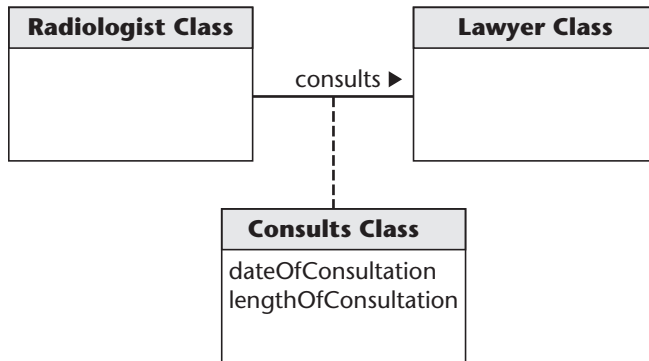 Radiologist Class
Lawyer Class
consults ▶
Consults Class
dateOfConsultation
lengthOfConsultation